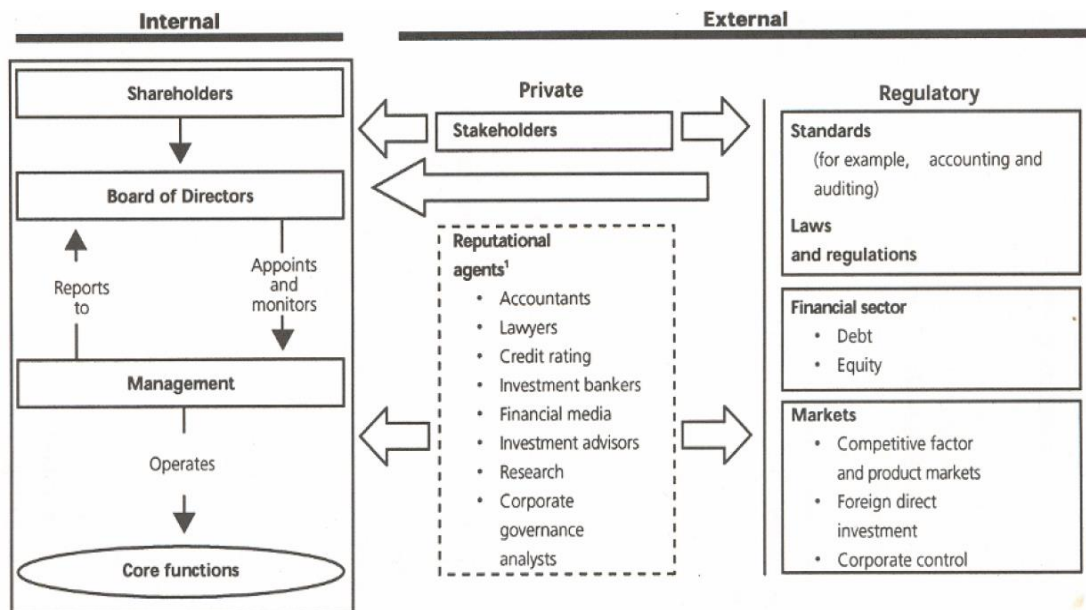 Internal
External
Shareholders
Board of Directors
Reports
to
Appoints
and
monitors
Management
Operates
Core functions
Private
Stakeholders
Reputational
agents¹
• Accountants
• Lawyers
• Credit rating
• Investment bankers
• Financial media
• Investment advisors
• Research
• Corporate
governance
analysts
Regulatory
Standards
(for example, accounting and
auditing)
Laws
and regulations
Financial sector
• Debt
• Equity
Markets
• Competitive factor
and product markets
• Foreign direct
investment
• Corporate control